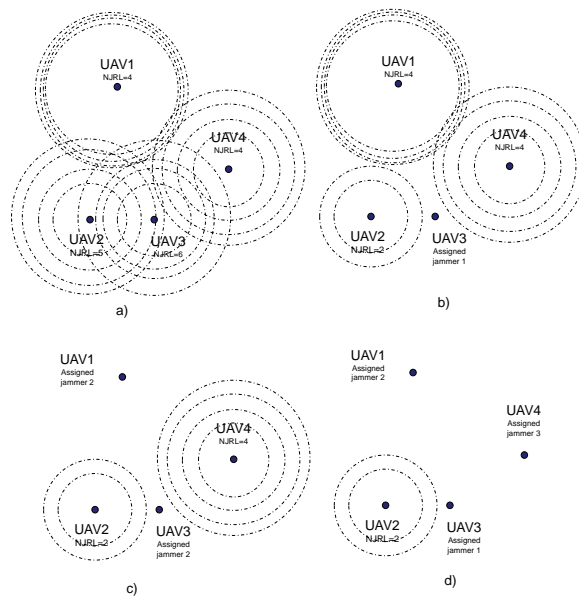 UAV1
NJRL=4
UAV4
NJRL=4
UAV2
NJRL=5
UAV3
NJRL=6
a)
UAV1
NJRL=4
UAV4
NJRL=4
UAV2
NJRL=2
UAV3
Assigned
jammer 1
b)
UAV1
Assigned
jammer 2
UAV4
NJRL=4
UAV2
NJRL=2
UAV3
Assigned
jammer 2
c)
UAV1
Assigned
jammer 2
UAV4
Assigned
jammer 3
UAV2
NJRL=2
UAV3
Assigned
jammer 1
d)